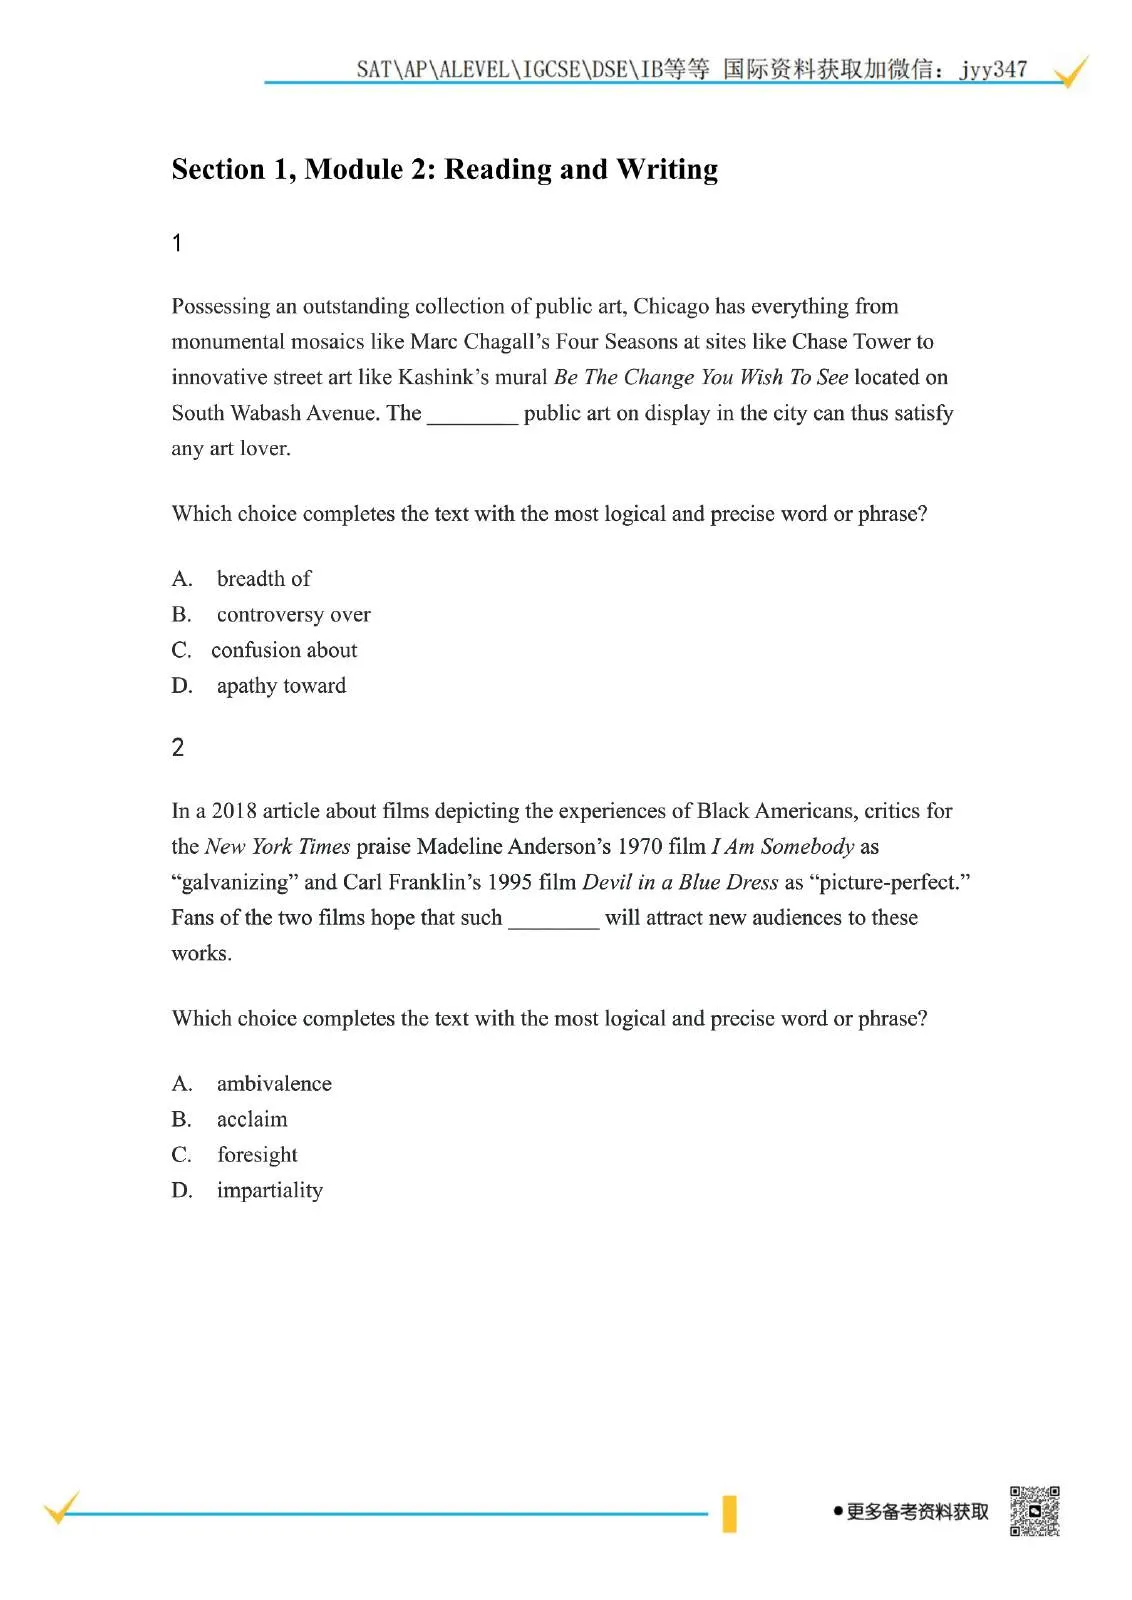 SAT\AP\ALEVEL\IGCSE\DSE\IB等等 国际资料获取加微信：jyy347
Section 1, Module 2: Reading and Writing
1
Possessing an outstanding collection of public art, Chicago has everything from
monumental mosaics like Marc Chagall’s Four Seasons at sites like Chase Tower to
innovative street art like Kashink’s mural Be The Change You Wish To See located on
South Wabash Avenue. The ________ public art on display in the city can thus satisfy
any art lover.
Which choice completes the text with the most logical and precise word or phrase?
A. breadth of
B. controversy over
C. confusion about
D. apathy toward
2
In a 2018 article about films depicting the experiences of Black Americans, critics for
the New York Times praise Madeline Anderson’s 1970 film I Am Somebody as
“galvanizing” and Carl Franklin’s 1995 film Devil in a Blue Dress as “picture-perfect.”
Fans of the two films hope that such ________ will attract new audiences to these
works.
Which choice completes the text with the most logical and precise word or phrase?
A. ambivalence
B. acclaim
C. foresight
D. impartiality
●更多备考资料获取